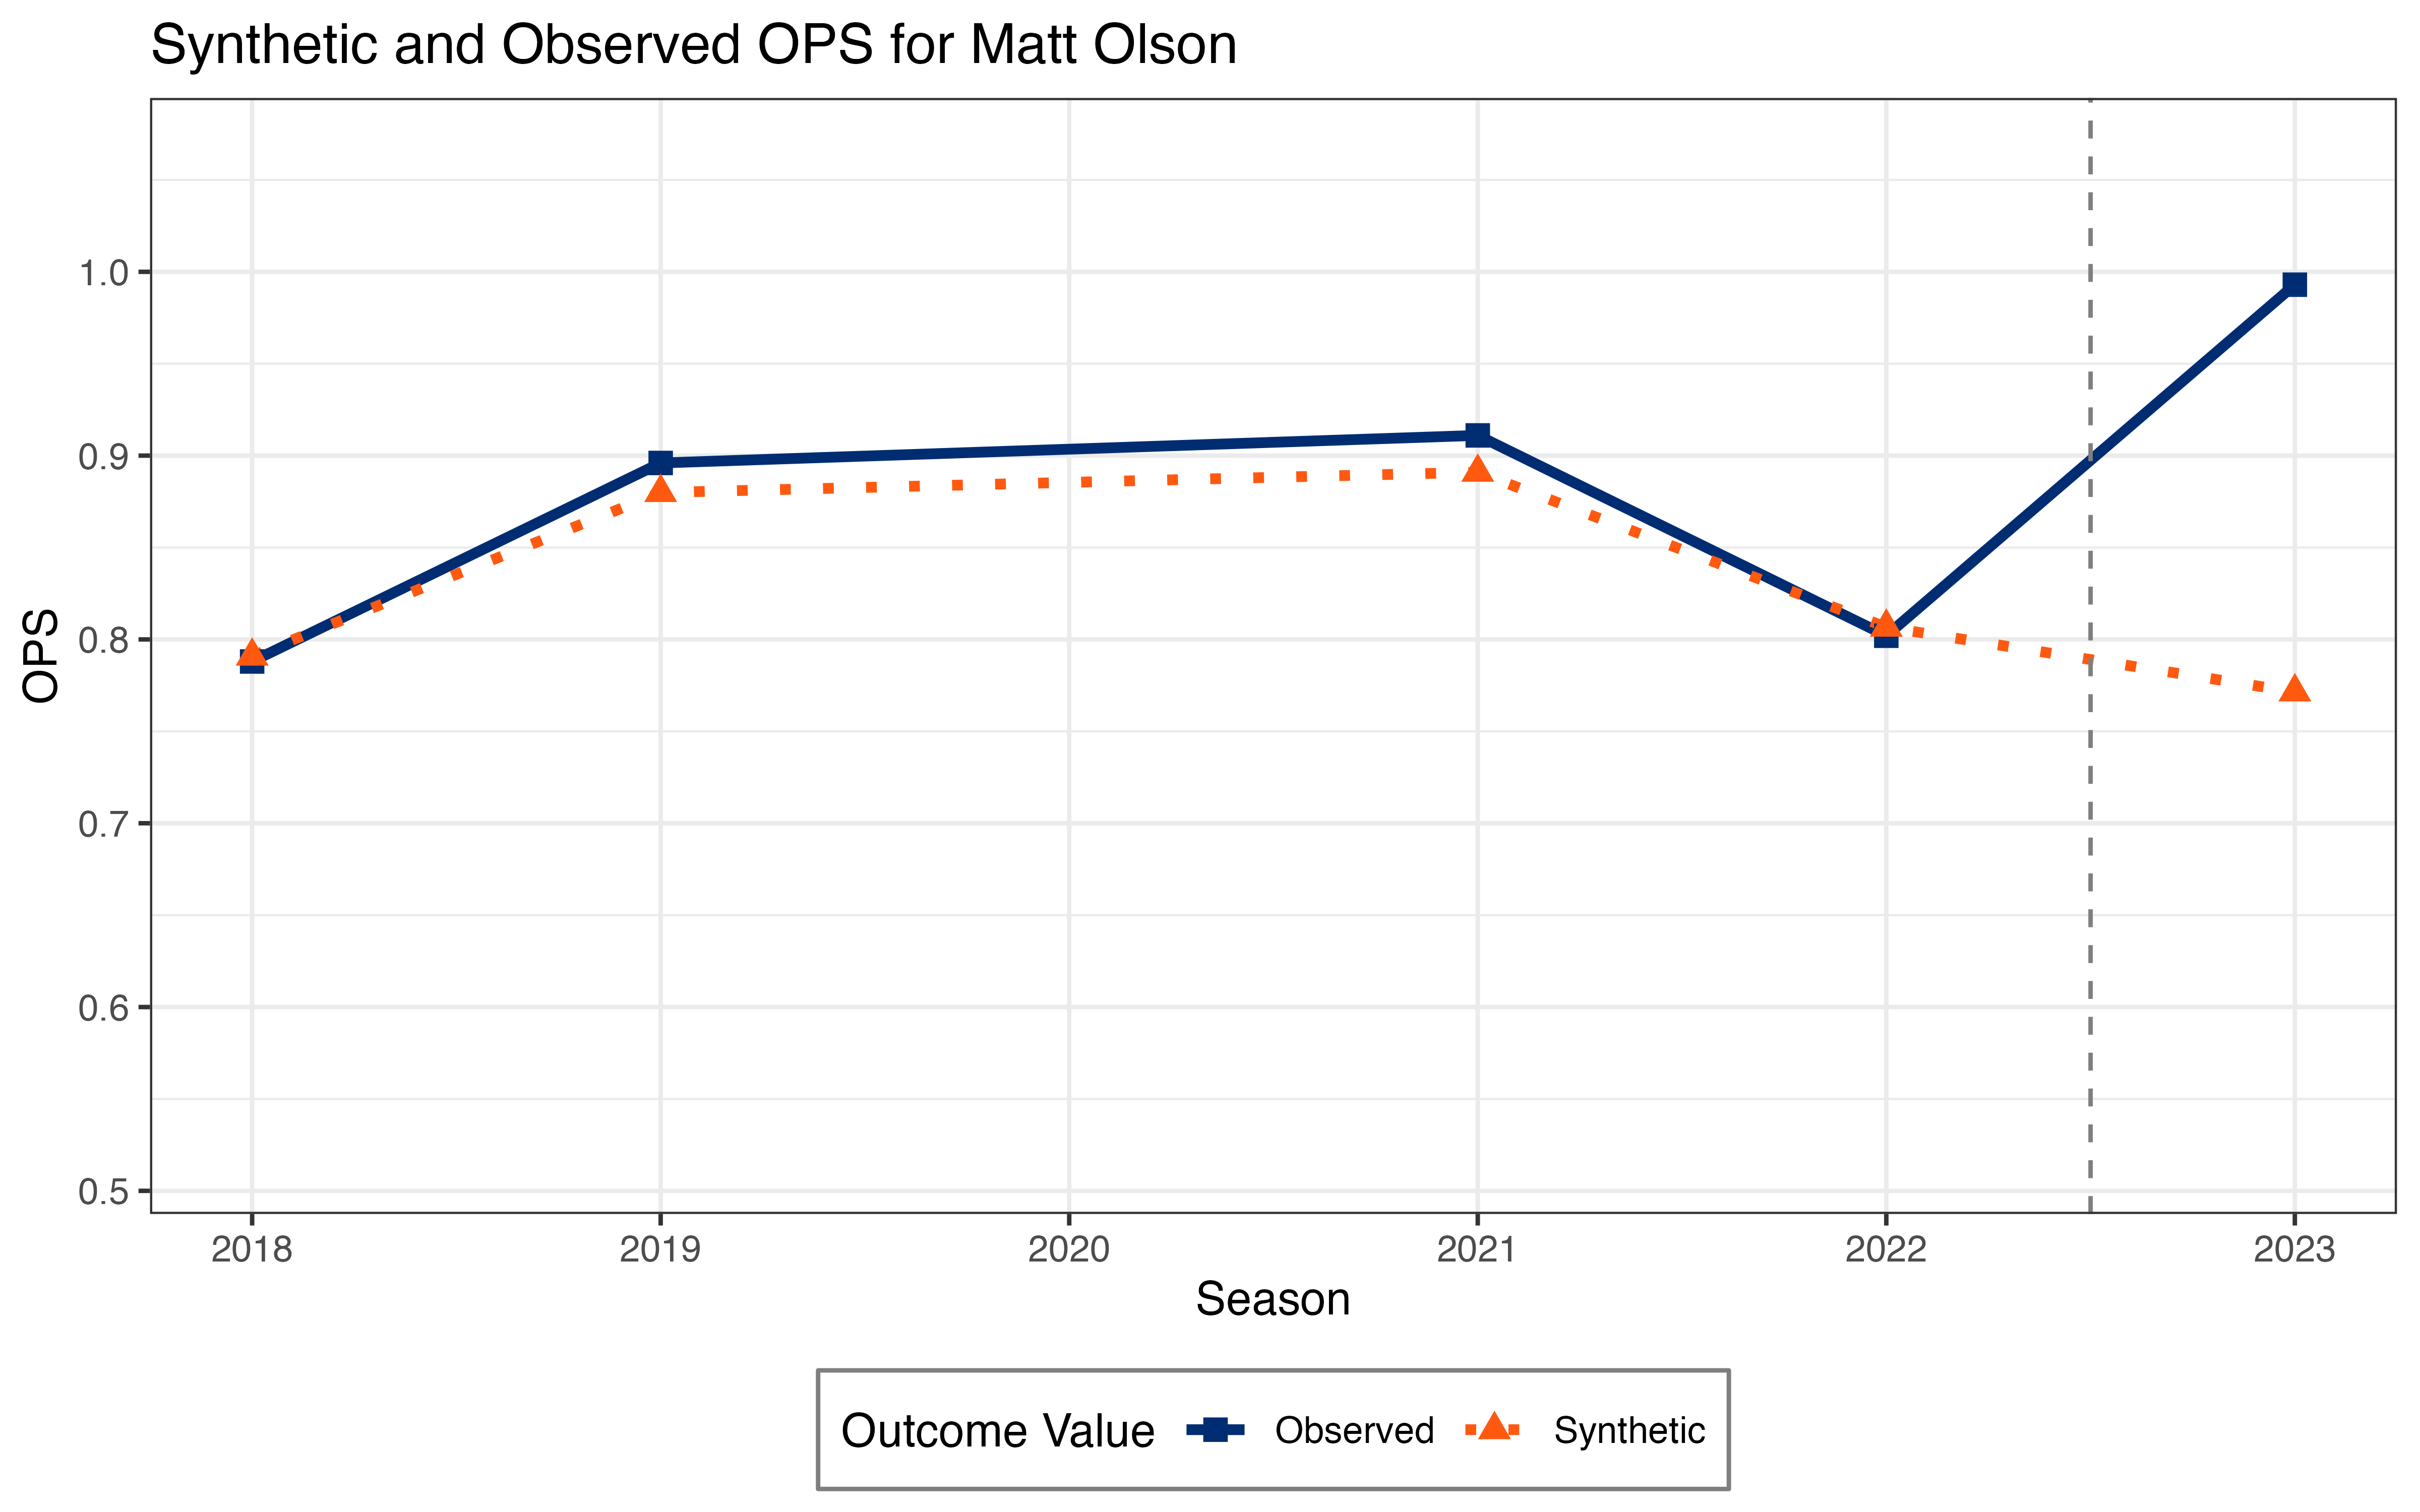 Synthetic and Observed OPS for Matt Olson
OPS
1.0
0.9
0.8
0.7
0.6
0.5
2018 2019 2020 2021 2022 2023
Season
Outcome Value Observed Synthetic